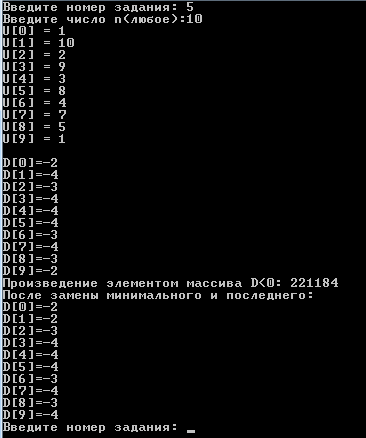 Введите номер задания: 5
Введите число n(любое):10
U[0] = 1
U[1] = 10
U[2] = 2
U[3] = 9
U[4] = 3
U[5] = 8
U[6] = 4
U[7] = 7
U[8] = 5
U[9] = 1
D[0]=-2
D[1]=-4
D[2]=-3
D[3]=-4
D[4]=-4
D[5]=-4
D[6]=-3
D[7]=-4
D[8]=-3
D[9]=-2
Произведение элементом массива D<0: 221184
После замены минимального и последнего:
D[0]=-2
D[1]=-2
D[2]=-3
D[3]=-4
D[4]=-4
D[5]=-4
D[6]=-3
D[7]=-4
D[8]=-3
D[9]=-4
Введите номер задания: _